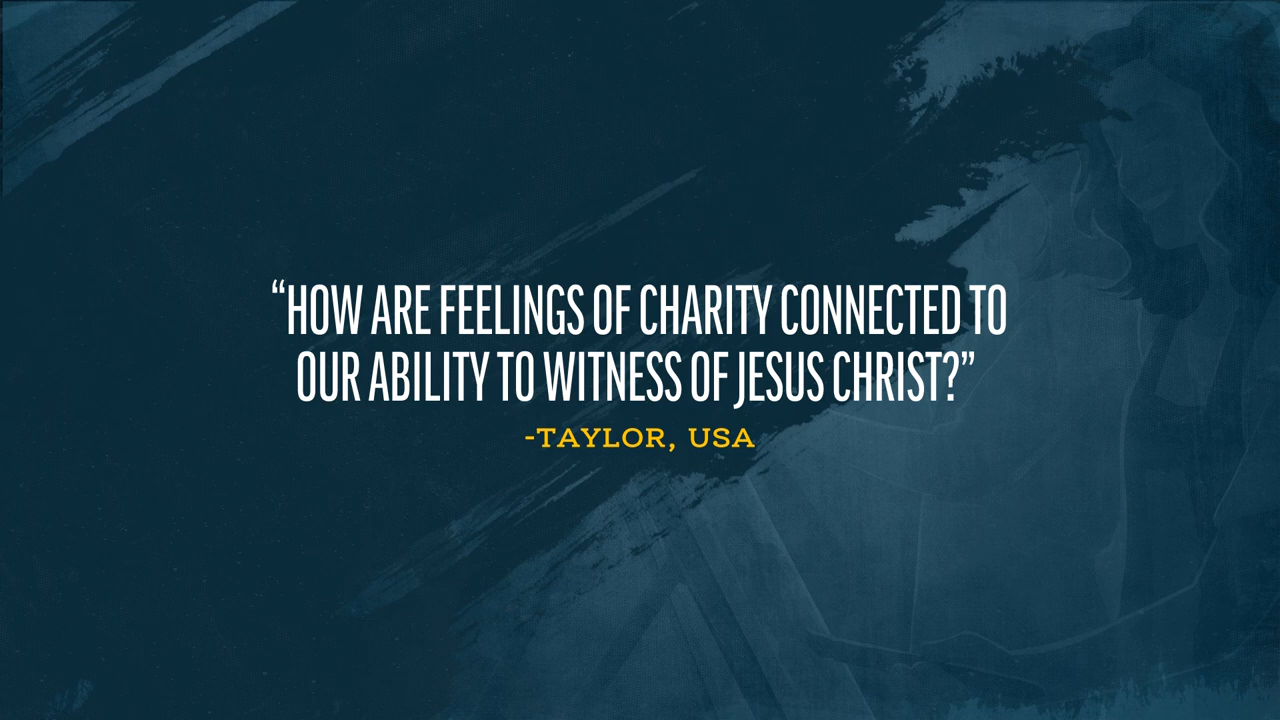 “HOW ARE FEELINGS OF CHARITY CONNECTED TO
OUR ABILITY TO WITNESS OF JESUS CHRIST?”
-TAYLOR, USA